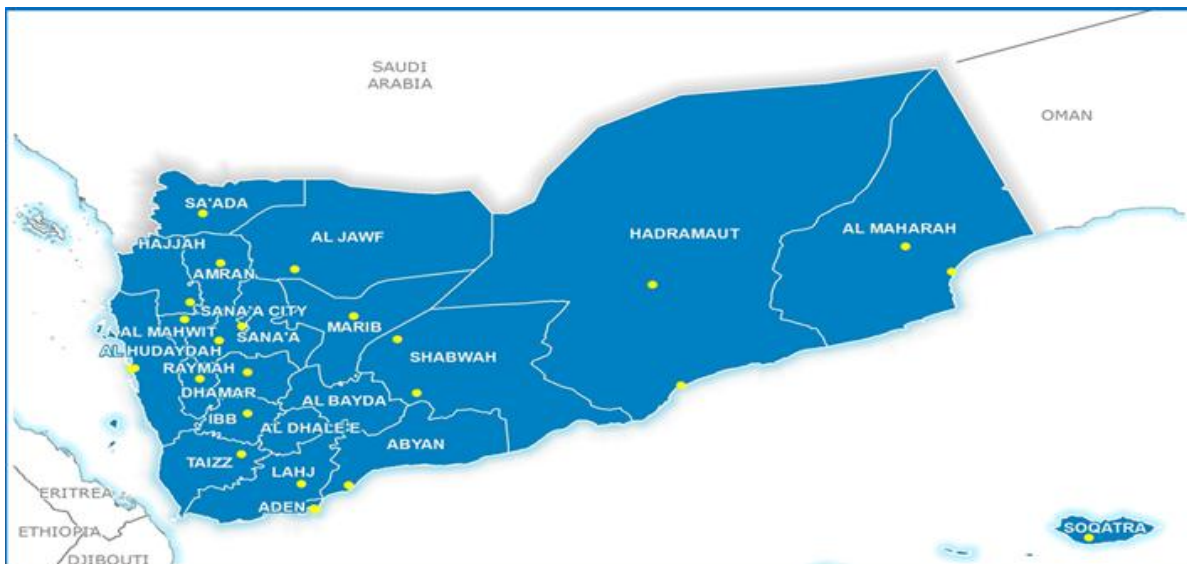 SAUDI
ARABIA
OMAN
SA'ADA
HAJJAH
AL JAWF
HADRAMAUT
AL MAHARAH
AMRAN
SANA'A CITY
AL MAHWIT
SANA'A
MARIB
AL HUDAYDAH
RAYMAH
SHABWAH
DHAMAR
AL BAYDA
IBB
AL DHALE'E
ABYAN
TAIZZ
LAHJ
ADEN
ERITREA
ETHIOPIA
DJIBOUTI
SOQATRA